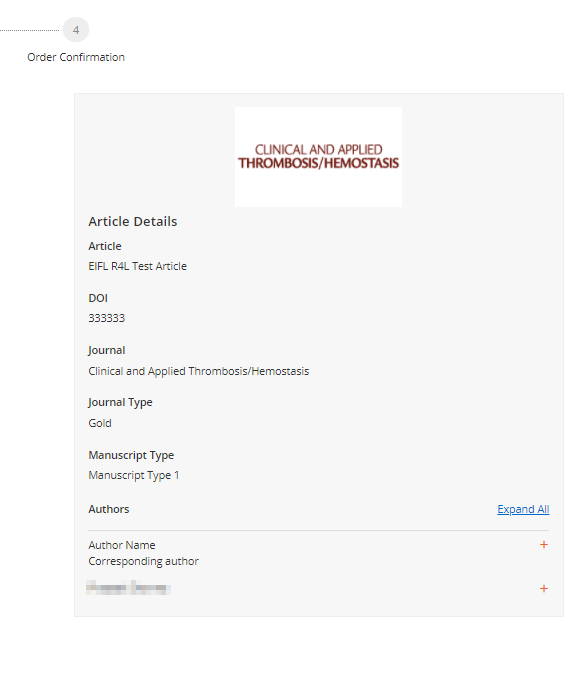 4
Order Confirmation
CLINICAL AND APPLIED
THROMBOSIS/HEMOSTASIS
Article Details
Article
EIFL R4L Test Article
DOI
333333
Journal
Clinical and Applied Thrombosis/Hemostasis
Journal Type
Gold
Manuscript Type
Manuscript Type 1
Authors Expand All
Author Name +
Corresponding author
+